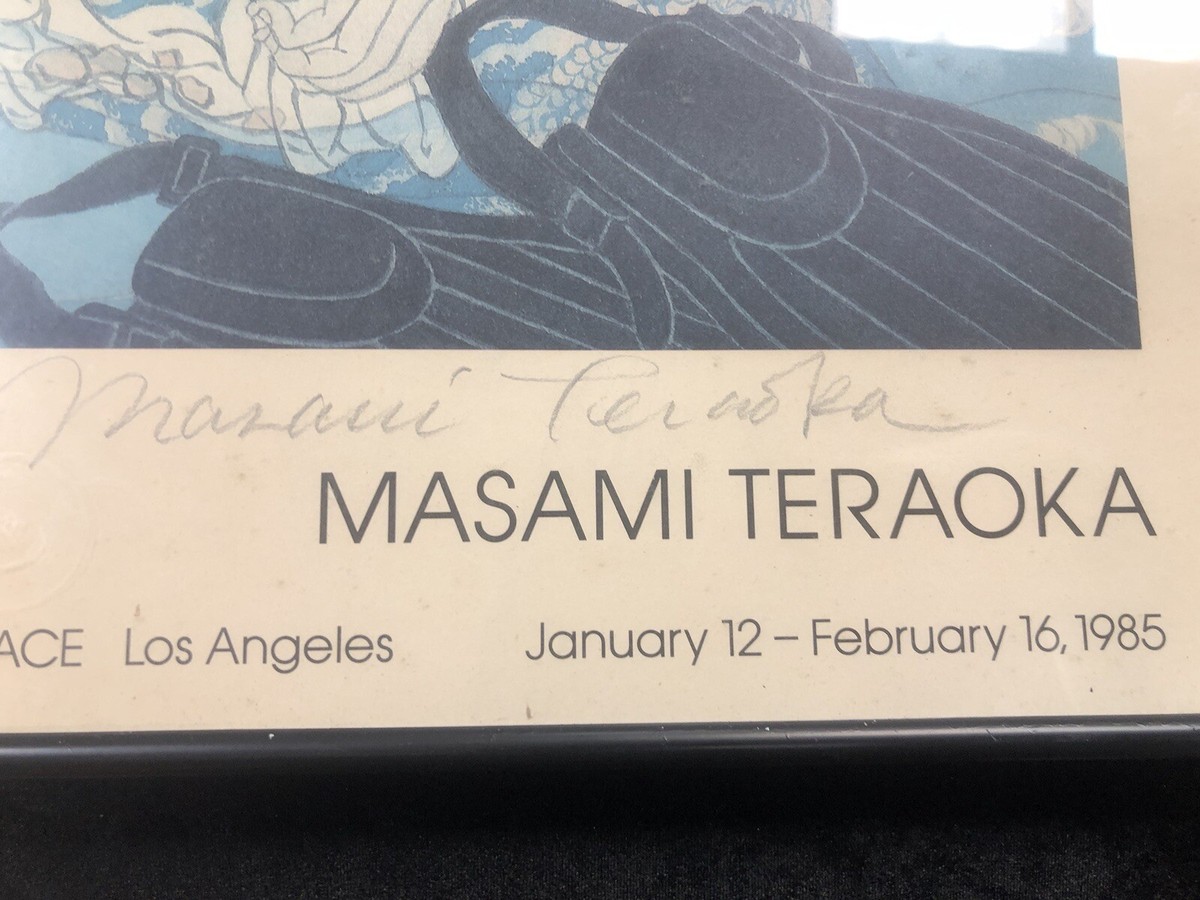 Masami Teraoka
MASAMI TERAOKA
ACE Los Angeles January 12 – February 16, 1985